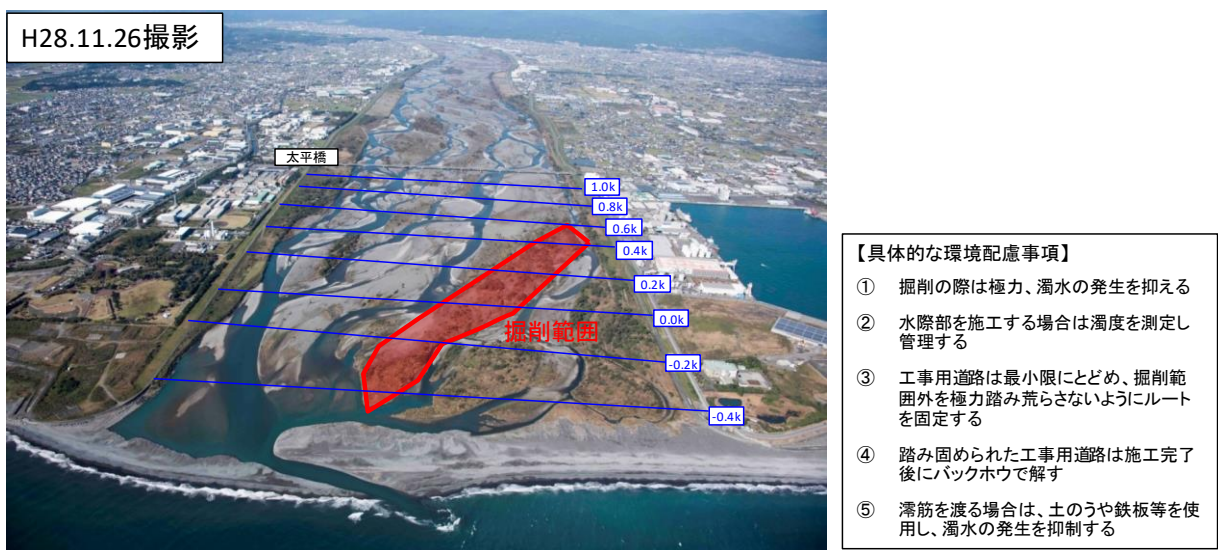 H28.11.26撮影
太平橋
1.0k
0.8k
0.6k
0.4k
0.2k
0.0k
掘削範囲
-0.2k
-0.4k
【具体的な環境配慮事項】
① 掘削の際は極力、濁水の発生を抑える
② 水際部を施工する場合は濁度を測定し
管理する
③ 工事用道路は最小限にとどめ、掘削範
囲外を極力踏み荒らさないようにルート
を固定する
④ 踏み固められた工事用道路は施工完了
後にバックホウで解す
⑤ 澪筋を渡る場合は、土のうや鉄板等を使
用し、濁水の発生を抑制する